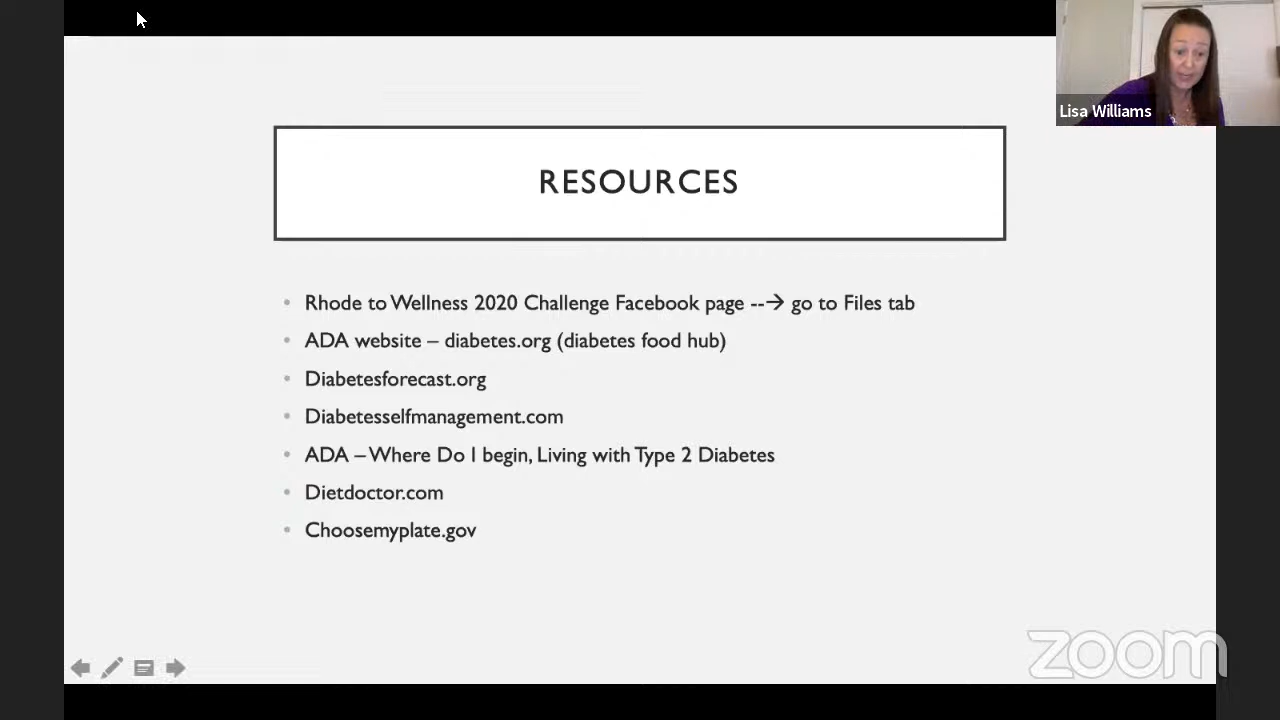 Lisa Williams
RESOURCES
Rhode to Wellness 2020 Challenge Facebook page --→ go to Files tab
ADA website – diabetes.org (diabetes food hub)
Diabetesforecast.org
Diabetesselfmanagement.com
ADA – Where Do I begin, Living with Type 2 Diabetes
Dietdoctor.com
Choosemyplate.gov
zoom